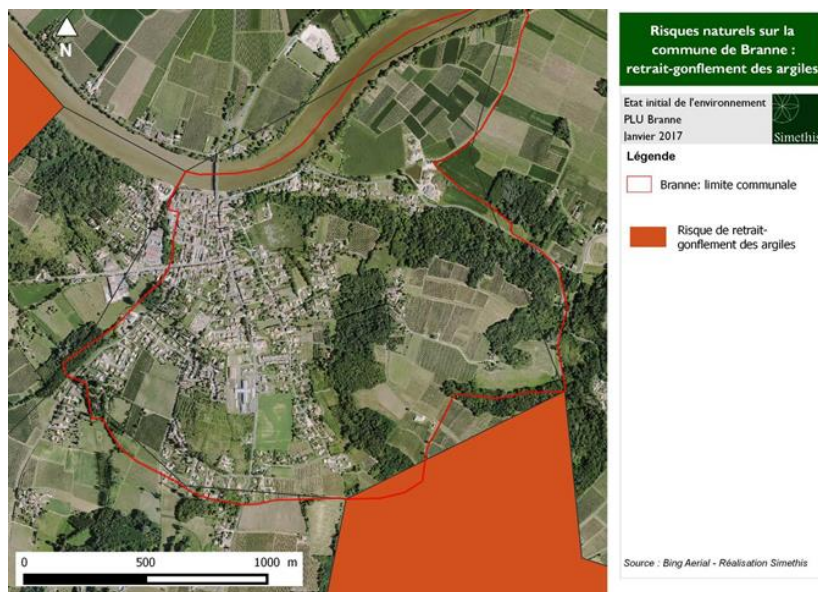 N
Risques naturels sur la
commune de Branne :
retrait-gonflement des argiles
Etat initial de l'environnement
PLU Branne
Janvier 2017
Simethis
Légende
Branne: limite communale
Risque de retrait-
gonflement des argiles
0 500 1000 m
Source : Bing Aerial - Réalisation Simethis